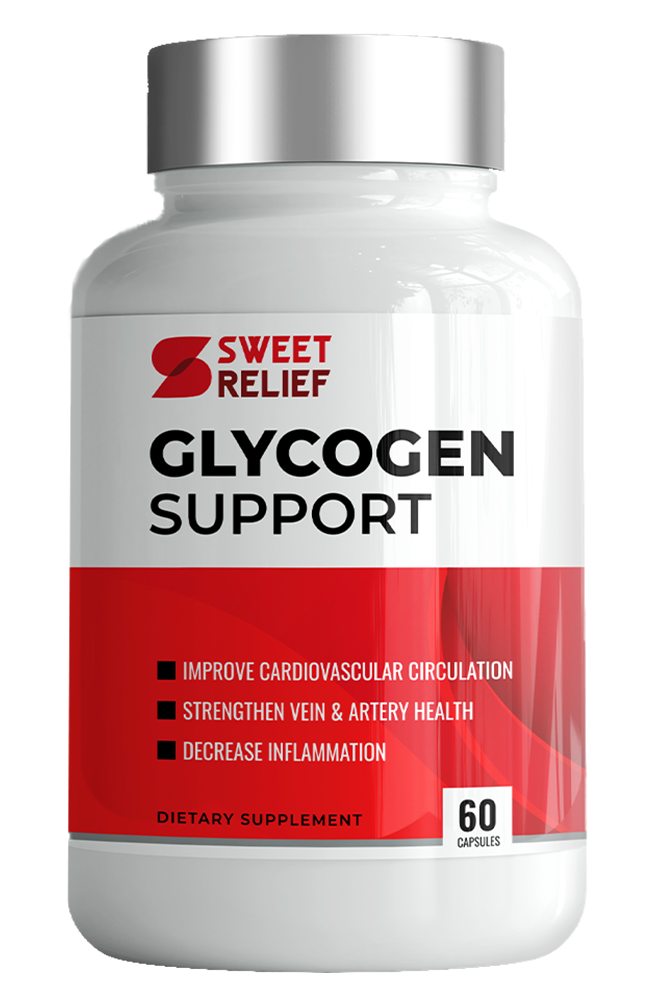 SWEET
RELIEF
GLYCOGEN
SUPPORT
IMPROVE CARDIOVASCULAR CIRCULATION
STRENGTHEN VEIN & ARTERY HEALTH
DECREASE INFLAMMATION
DIETARY SUPPLEMENT
60
CAPSULES